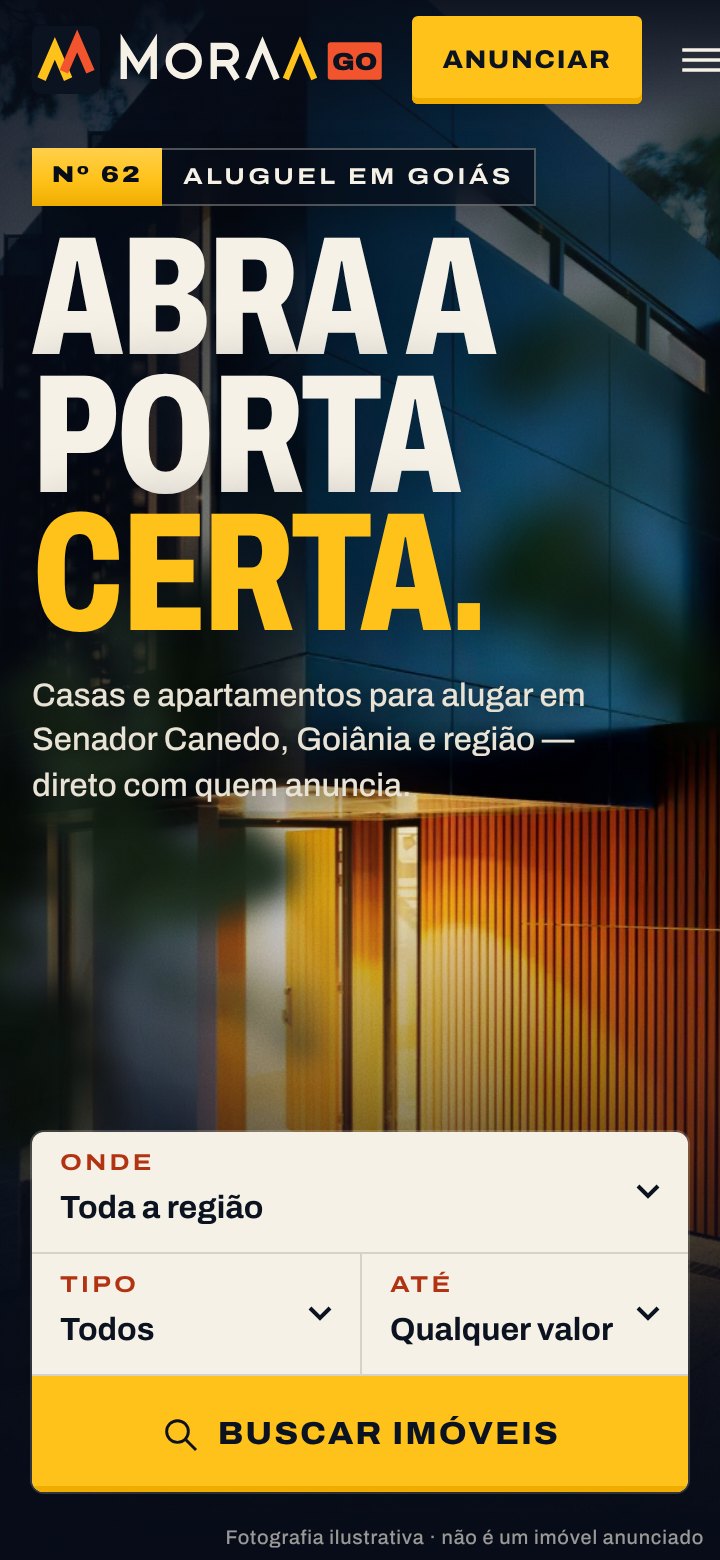 MORAA GO
ANUNCIAR
Nº 62 ALUGUEL EM GOIÁS
ABRA A
PORTA
CERTA.
Casas e apartamentos para alugar em
Senador Canedo, Goiânia e região —
direto com quem anuncia.
ONDE
Toda a região
TIPO
Todos
ATÉ
Qualquer valor
BUSCAR IMÓVEIS
Fotografia ilustrativa · não é um imóvel anunciado